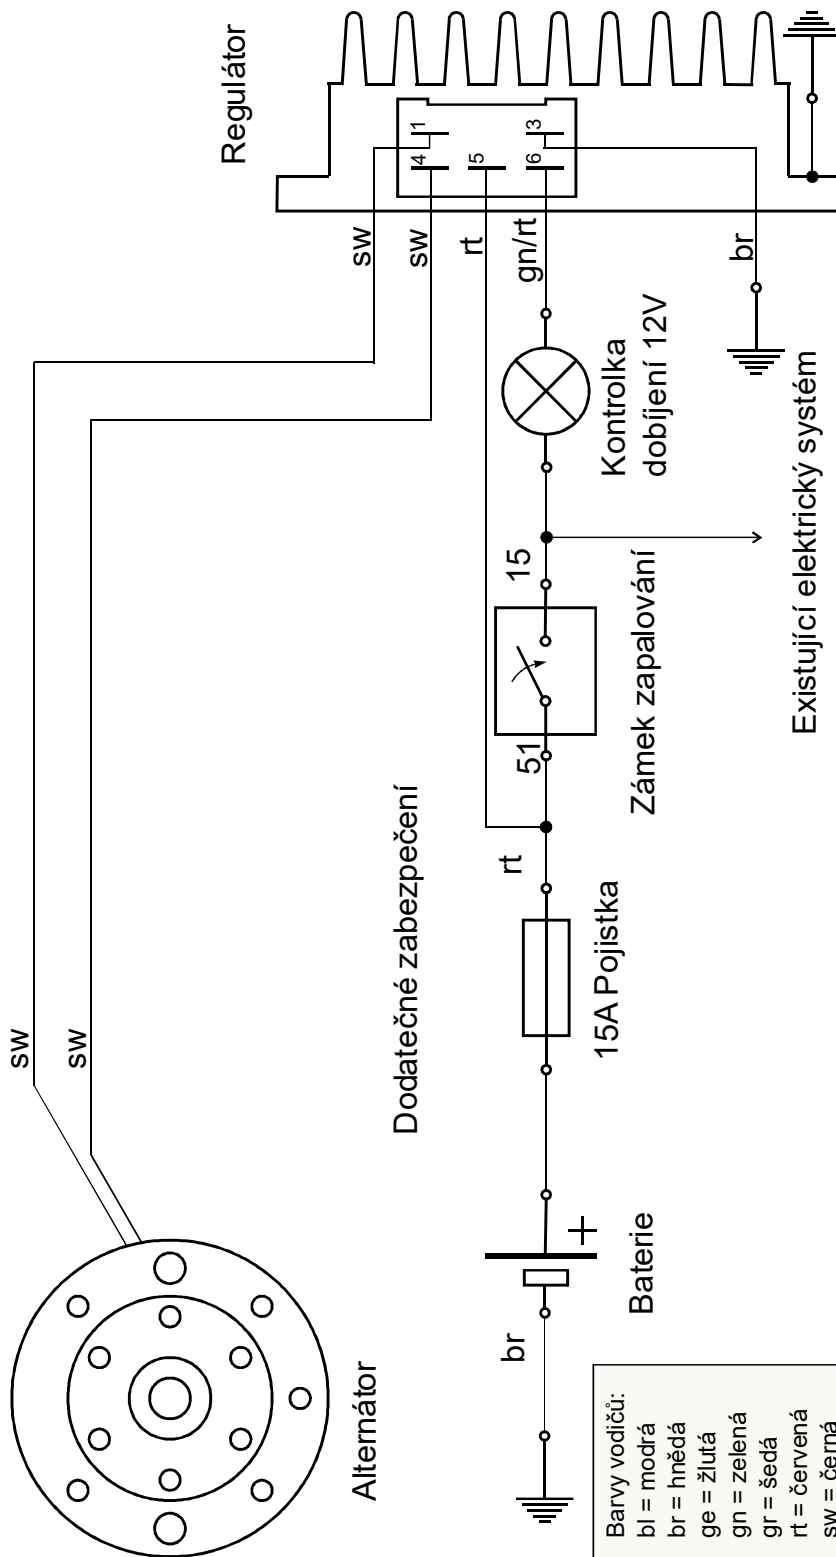 Regulátor
1
4
5
6
3
sw
sw
rt
gn/rt
br
sw
sw
Kontrolka
dobíjení 12V
15
51
Zámek zapalování
Existující elektrický systém
Dodatečné zabezpečení
rt
15A Pojistka
+
Baterie
br
Alternátor
Barvy vodičů:
bl = modrá
br = hnědá
ge = žlutá
gn = zelená
gr = šedá
rt = červená
sw = černá